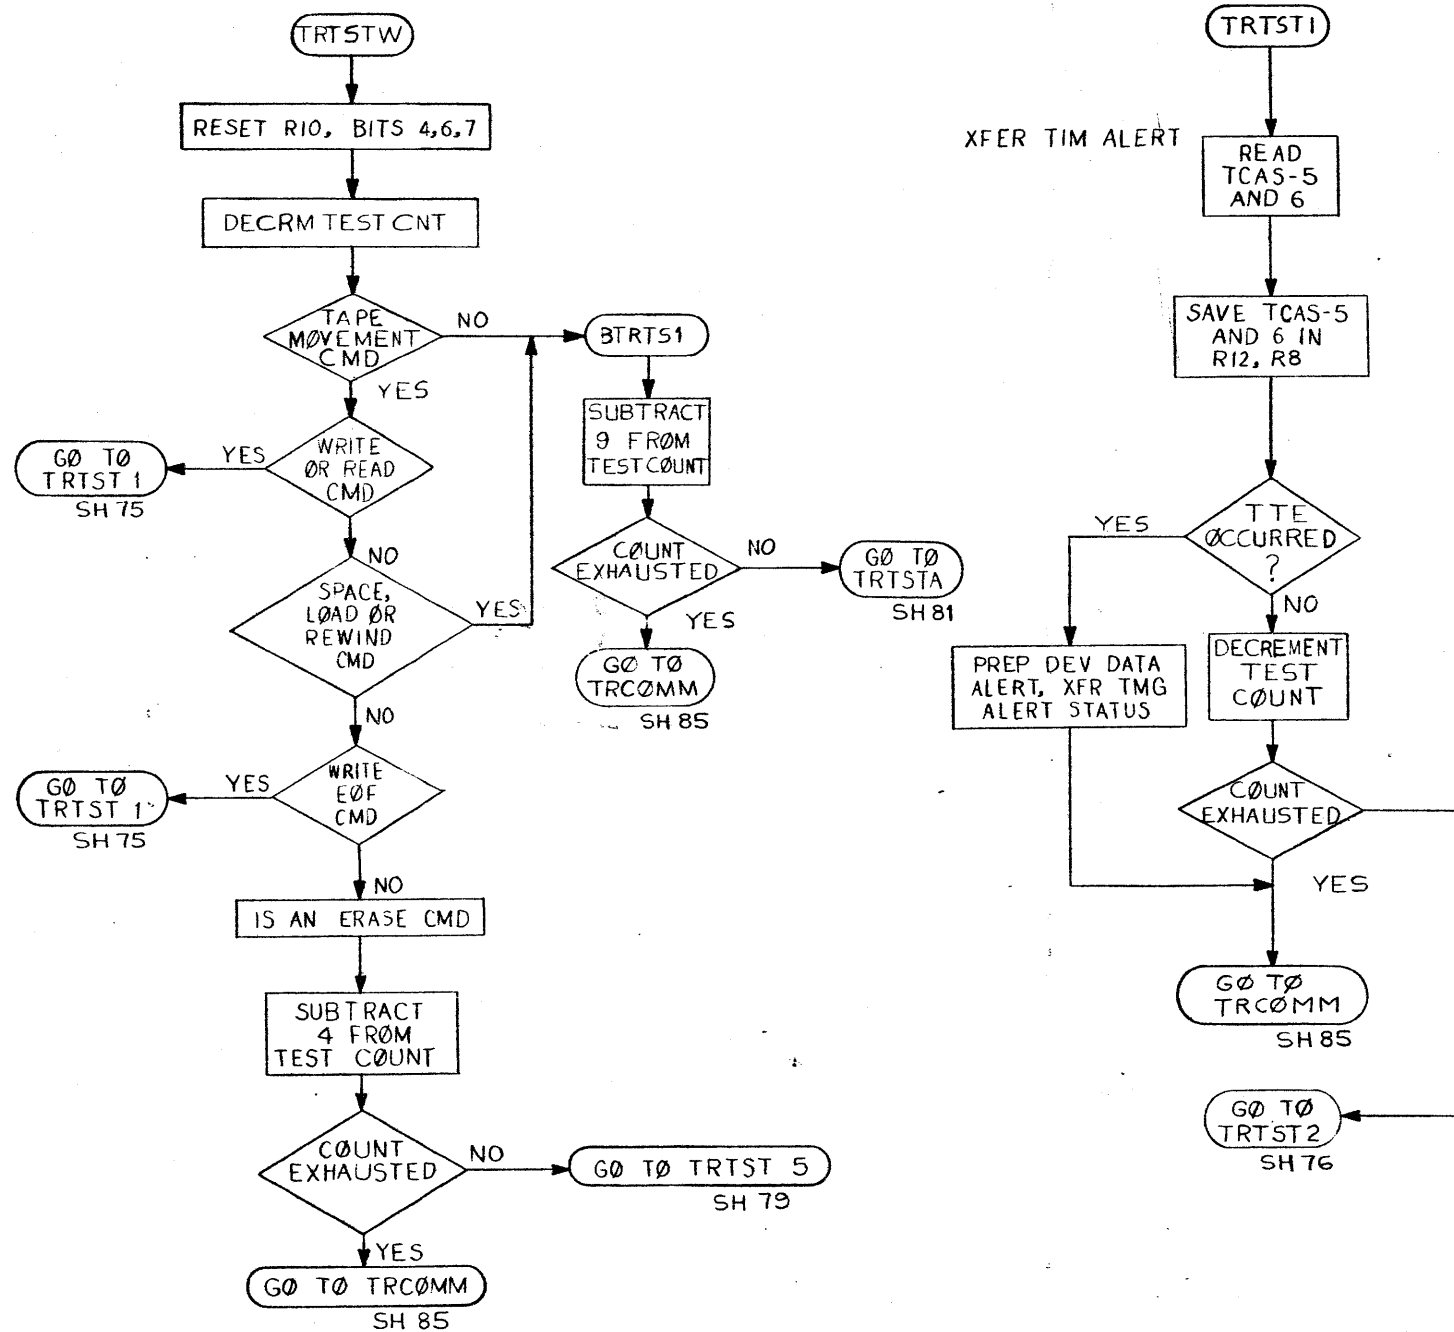 TRTSTW
RESET R10, BITS 4,6,7
DECRM TEST CNT
TAPE
MØVEMENT
CMD
NO
YES
BTRTS1
SUBTRACT
9 FRØM
TEST CØUNT
WRITE
ØR READ
CMD
YES
GØ TØ
TRTST 1
SH 75
NO
SPACE,
LØAD ØR
REWIND
CMD
YES
CØUNT
EXHAUSTED
NO
GØ TØ
TRTSTA
SH 81
YES
GØ TØ
TRCØMM
SH 85
NO
WRITE
EØF
CMD
YES
GØ TØ
TRTST 1
SH 75
NO
IS AN ERASE CMD
SUBTRACT
4 FRØM
TEST CØUNT
CØUNT
EXHAUSTED
NO
GØ TØ TRTST 5
SH 79
YES
GØ TØ TRCØMM
SH 85
TRTST1
XFER TIM ALERT
READ
TCAS-5
AND 6
SAVE TCAS-5
AND 6 IN
R12, R8
TTE
ØCCURRED
?
YES
NO
PREP DEV DATA
ALERT, XFR TMG
ALERT STATUS
DECREMENT
TEST
CØUNT
CØUNT
EXHAUSTED
YES
GØ TØ
TRCØMM
SH 85
GØ TØ
TRTST2
SH 76